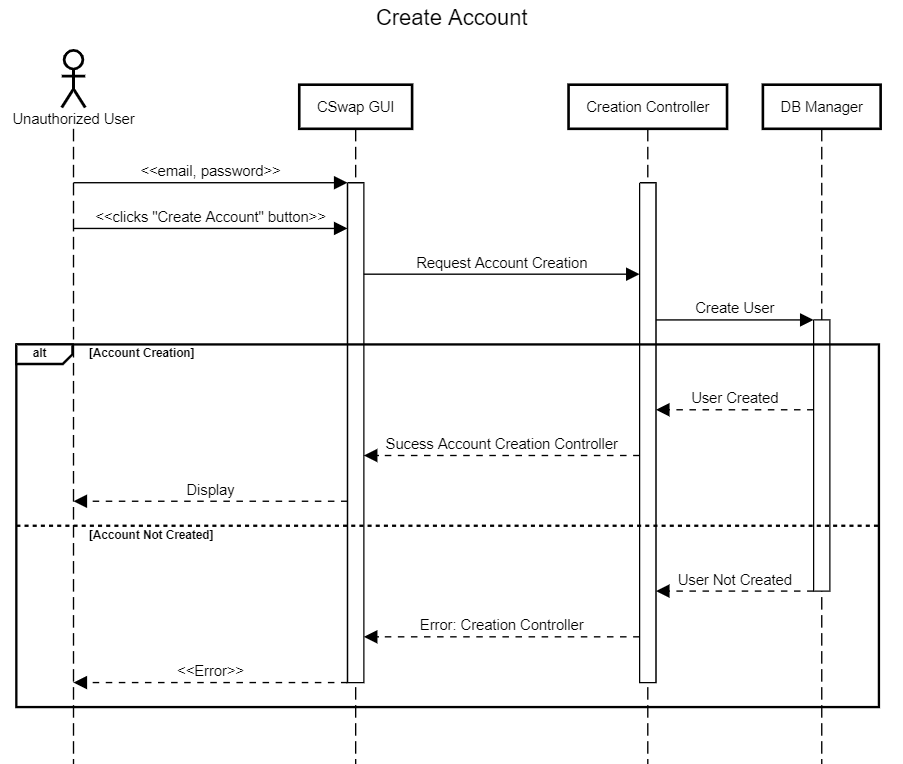 Create Account
Unauthorized User
CSwap GUI
Creation Controller
DB Manager
<<email, password>>
<<clicks "Create Account" button>>
Request Account Creation
Create User
alt
[Account Creation]
User Created
Sucess Account Creation Controller
Display
[Account Not Created]
User Not Created
Error: Creation Controller
<<Error>>